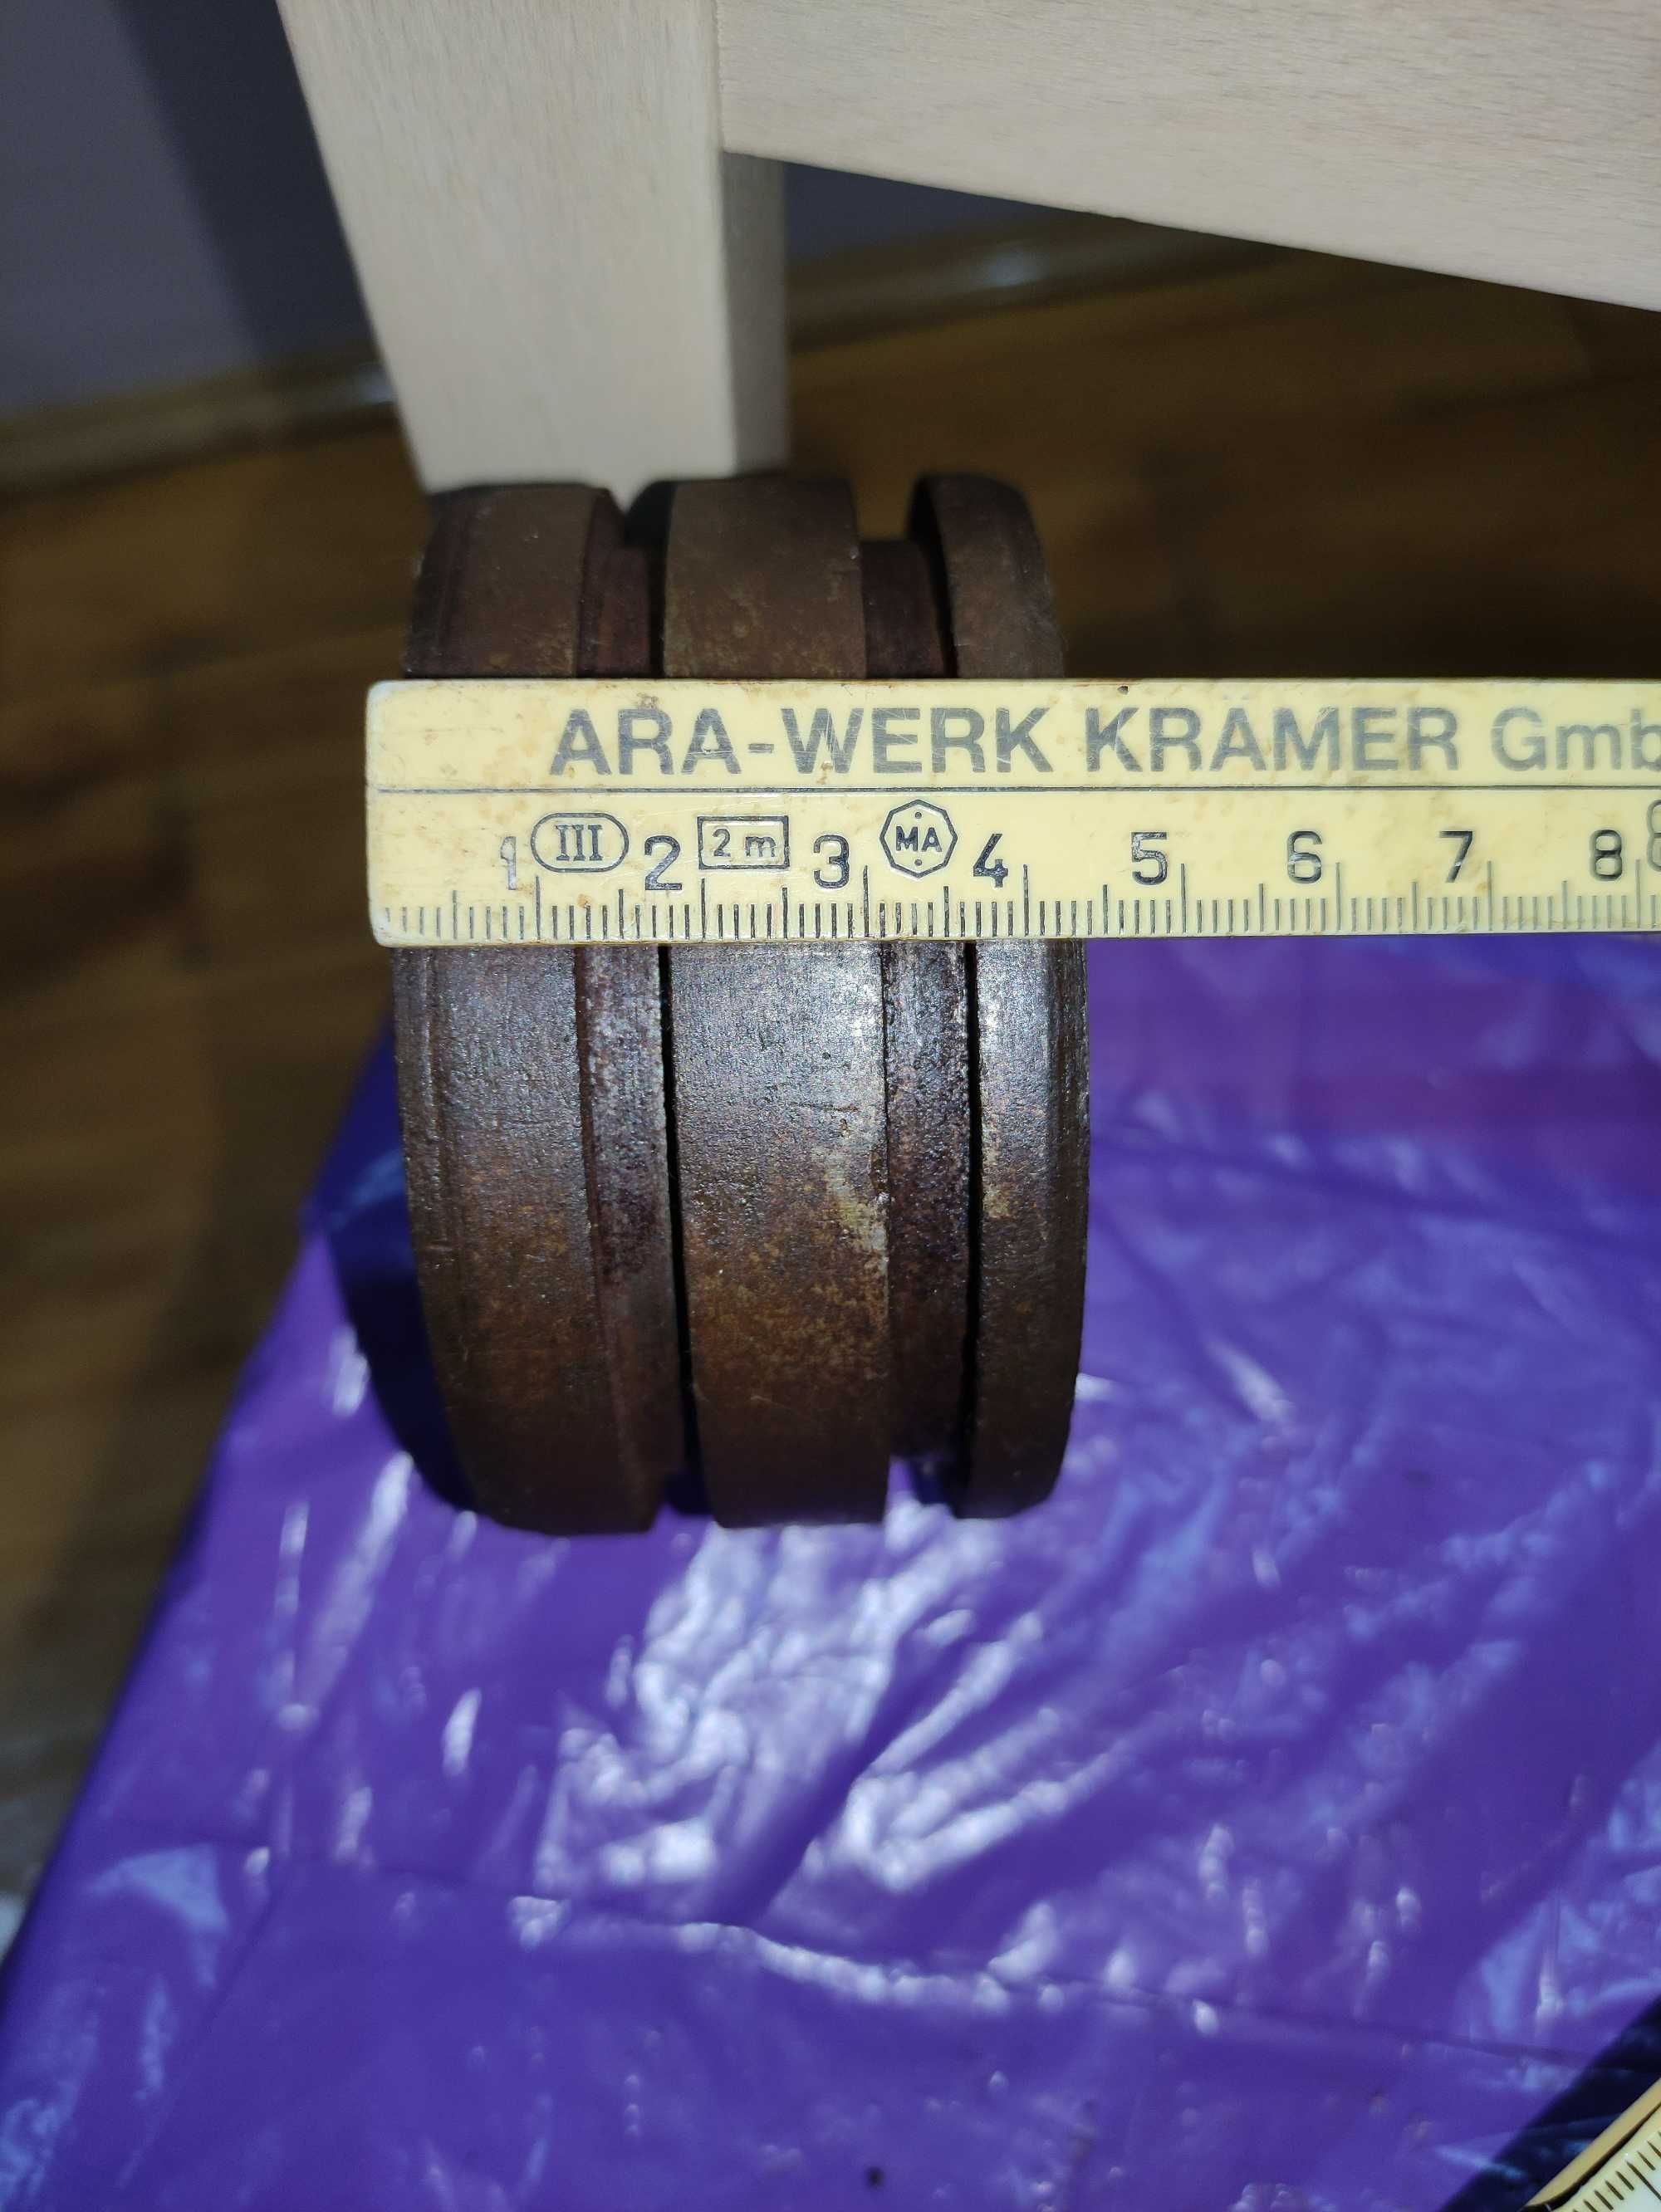 ARA-WERK KRAMER Gmb
1 III 2 2 m 3 MA 4 5 6 7 8